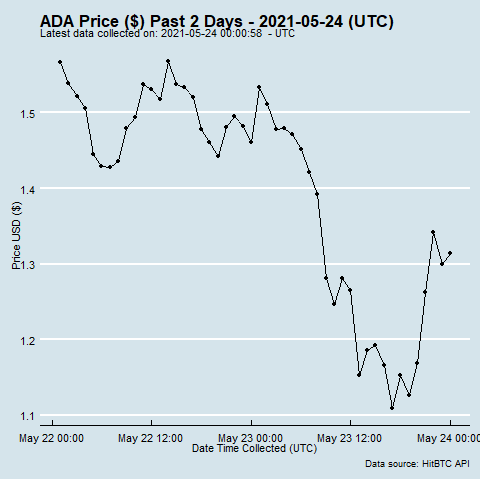 ADA Price ($) Past 2 Days - 2021-05-24 (UTC)
Latest data collected on: 2021-05-24 00:00:58 - UTC
Price USD ($)
1.5
1.4
1.3
1.2
1.1
May 22 00:00 May 22 12:00 May 23 00:00 May 23 12:00 May 24 00:00
Date Time Collected (UTC)
Data source: HitBTC API